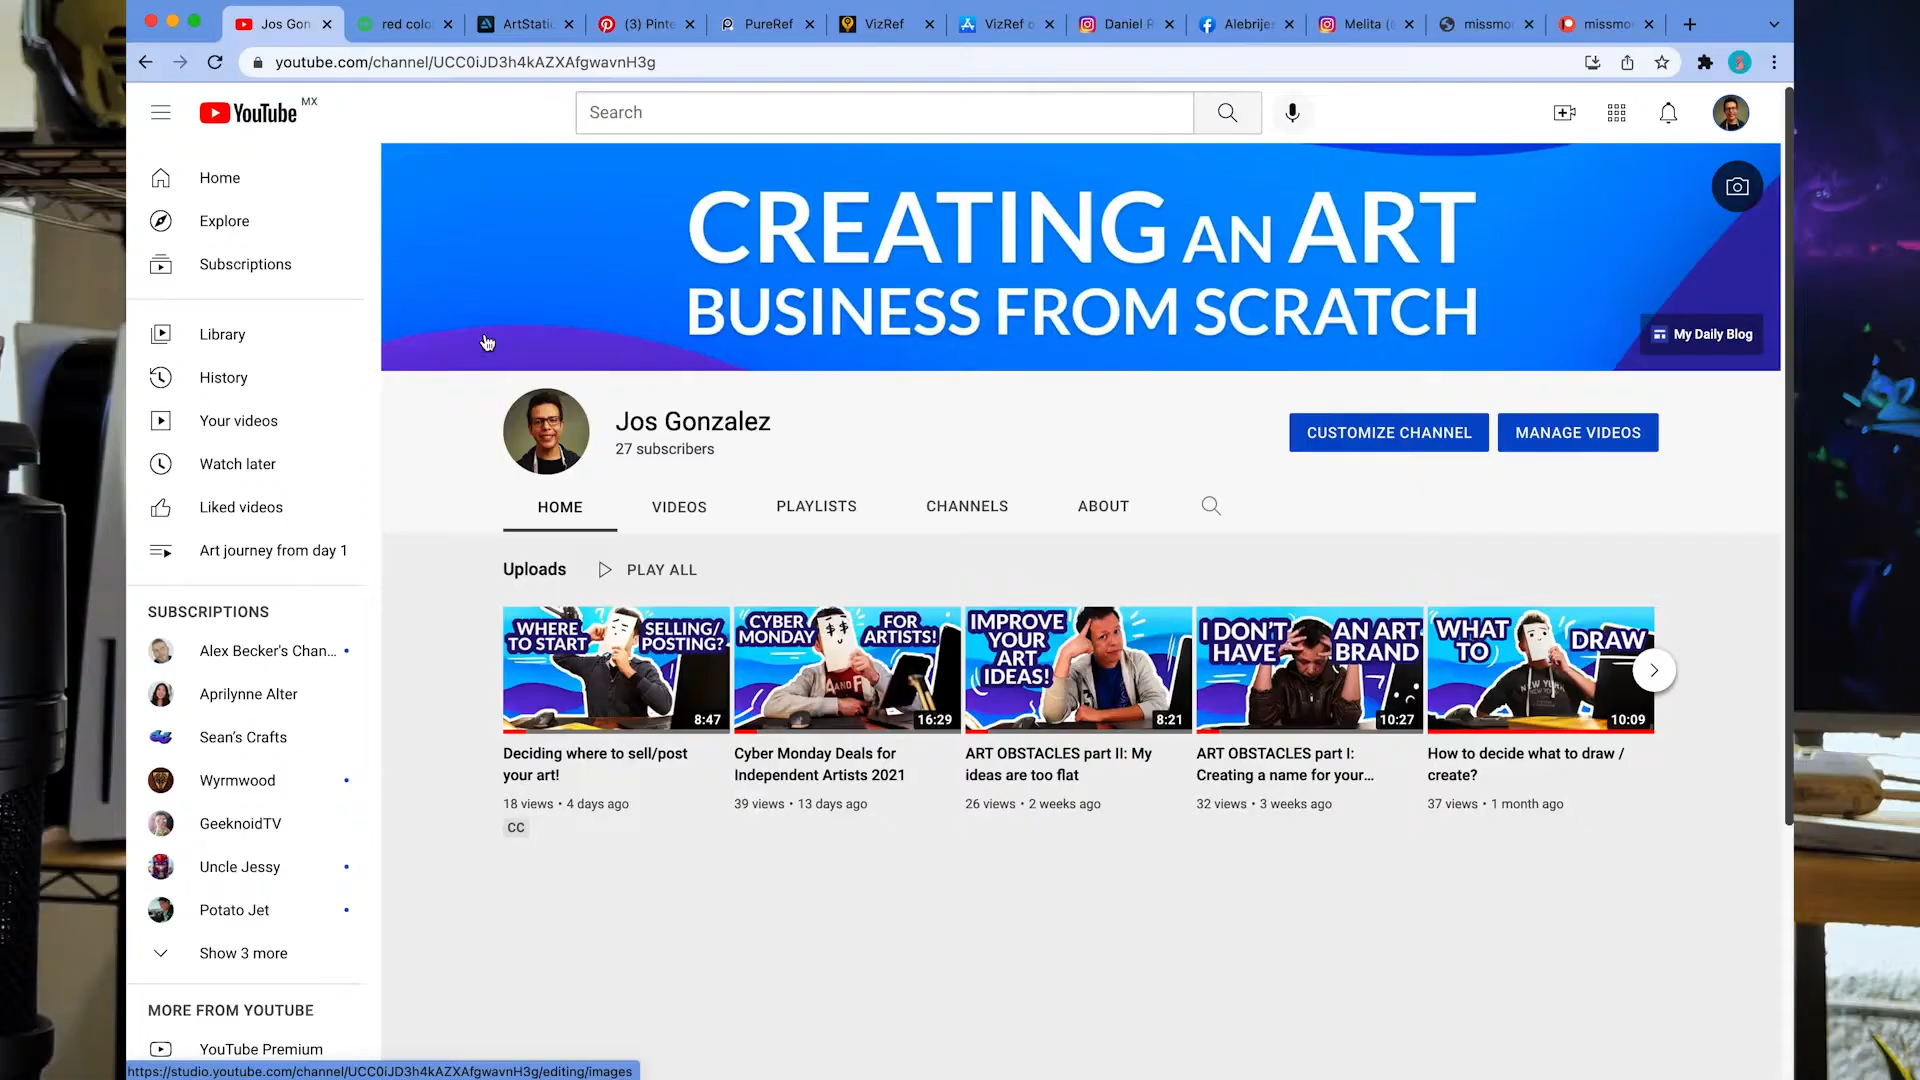 Jos Gon
red colo
ArtStati
(3) Pinte
PureRef
VizRef
VizRef o
Daniel R
Alebrijes
Melita (
missmo
missmo
youtube.com/channel/UCC0iJD3h4kAZXAfgwavnH3g
YouTube MX
Search
Home
Explore
Subscriptions
Library
History
Your videos
Watch later
Liked videos
Art journey from day 1
SUBSCRIPTIONS
Alex Becker's Chan...
Aprilynne Alter
Sean's Crafts
Wyrmwood
GeeknoidTV
Uncle Jessy
Potato Jet
Show 3 more
MORE FROM YOUTUBE
YouTube Premium
CREATING AN ART
BUSINESS FROM SCRATCH
My Daily Blog
Jos Gonzalez
27 subscribers
CUSTOMIZE CHANNEL
MANAGE VIDEOS
HOME
VIDEOS
PLAYLISTS
CHANNELS
ABOUT
Uploads
PLAY ALL
WHERE
TO START
SELLING/
POSTING?
8:47
Deciding where to sell/post
your art!
18 views • 4 days ago
CC
CYBER
MONDAY
FOR
ARTISTS!
$ $
16:29
Cyber Monday Deals for
Independent Artists 2021
39 views • 13 days ago
IMPROVE
YOUR
ART
IDEAS!
8:21
ART OBSTACLES part II: My
ideas are too flat
26 views • 2 weeks ago
I DON'T
HAVE
AN ART
BRAND
10:27
ART OBSTACLES part I:
Creating a name for your...
32 views • 3 weeks ago
WHAT
TO
DRAW
NEW YORK
10:09
How to decide what to draw /
create?
37 views • 1 month ago
https://studio.youtube.com/channel/UCC0iJD3h4kAZXAfgwavnH3g/editing/images